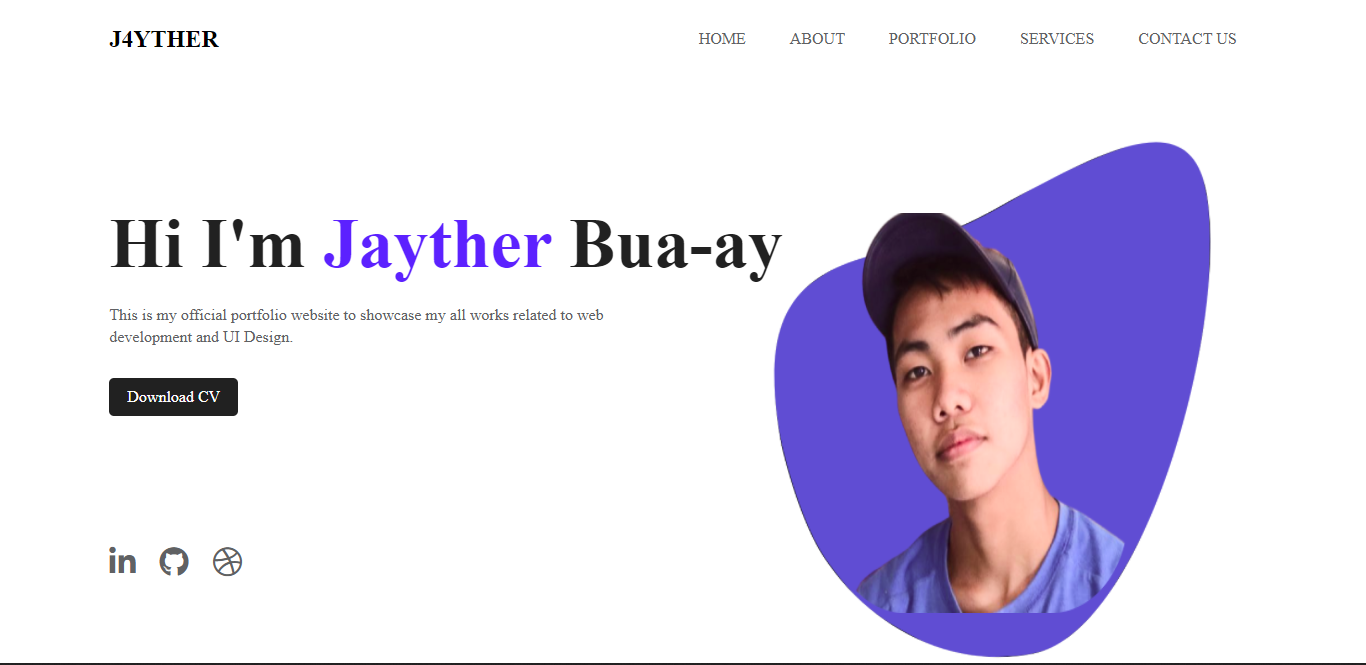 J4YTHER
HOME ABOUT PORTFOLIO SERVICES CONTACT US
Hi I'm Jayther Bua-ay
This is my official portfolio website to showcase my all works related to web
development and UI Design.
Download CV
in